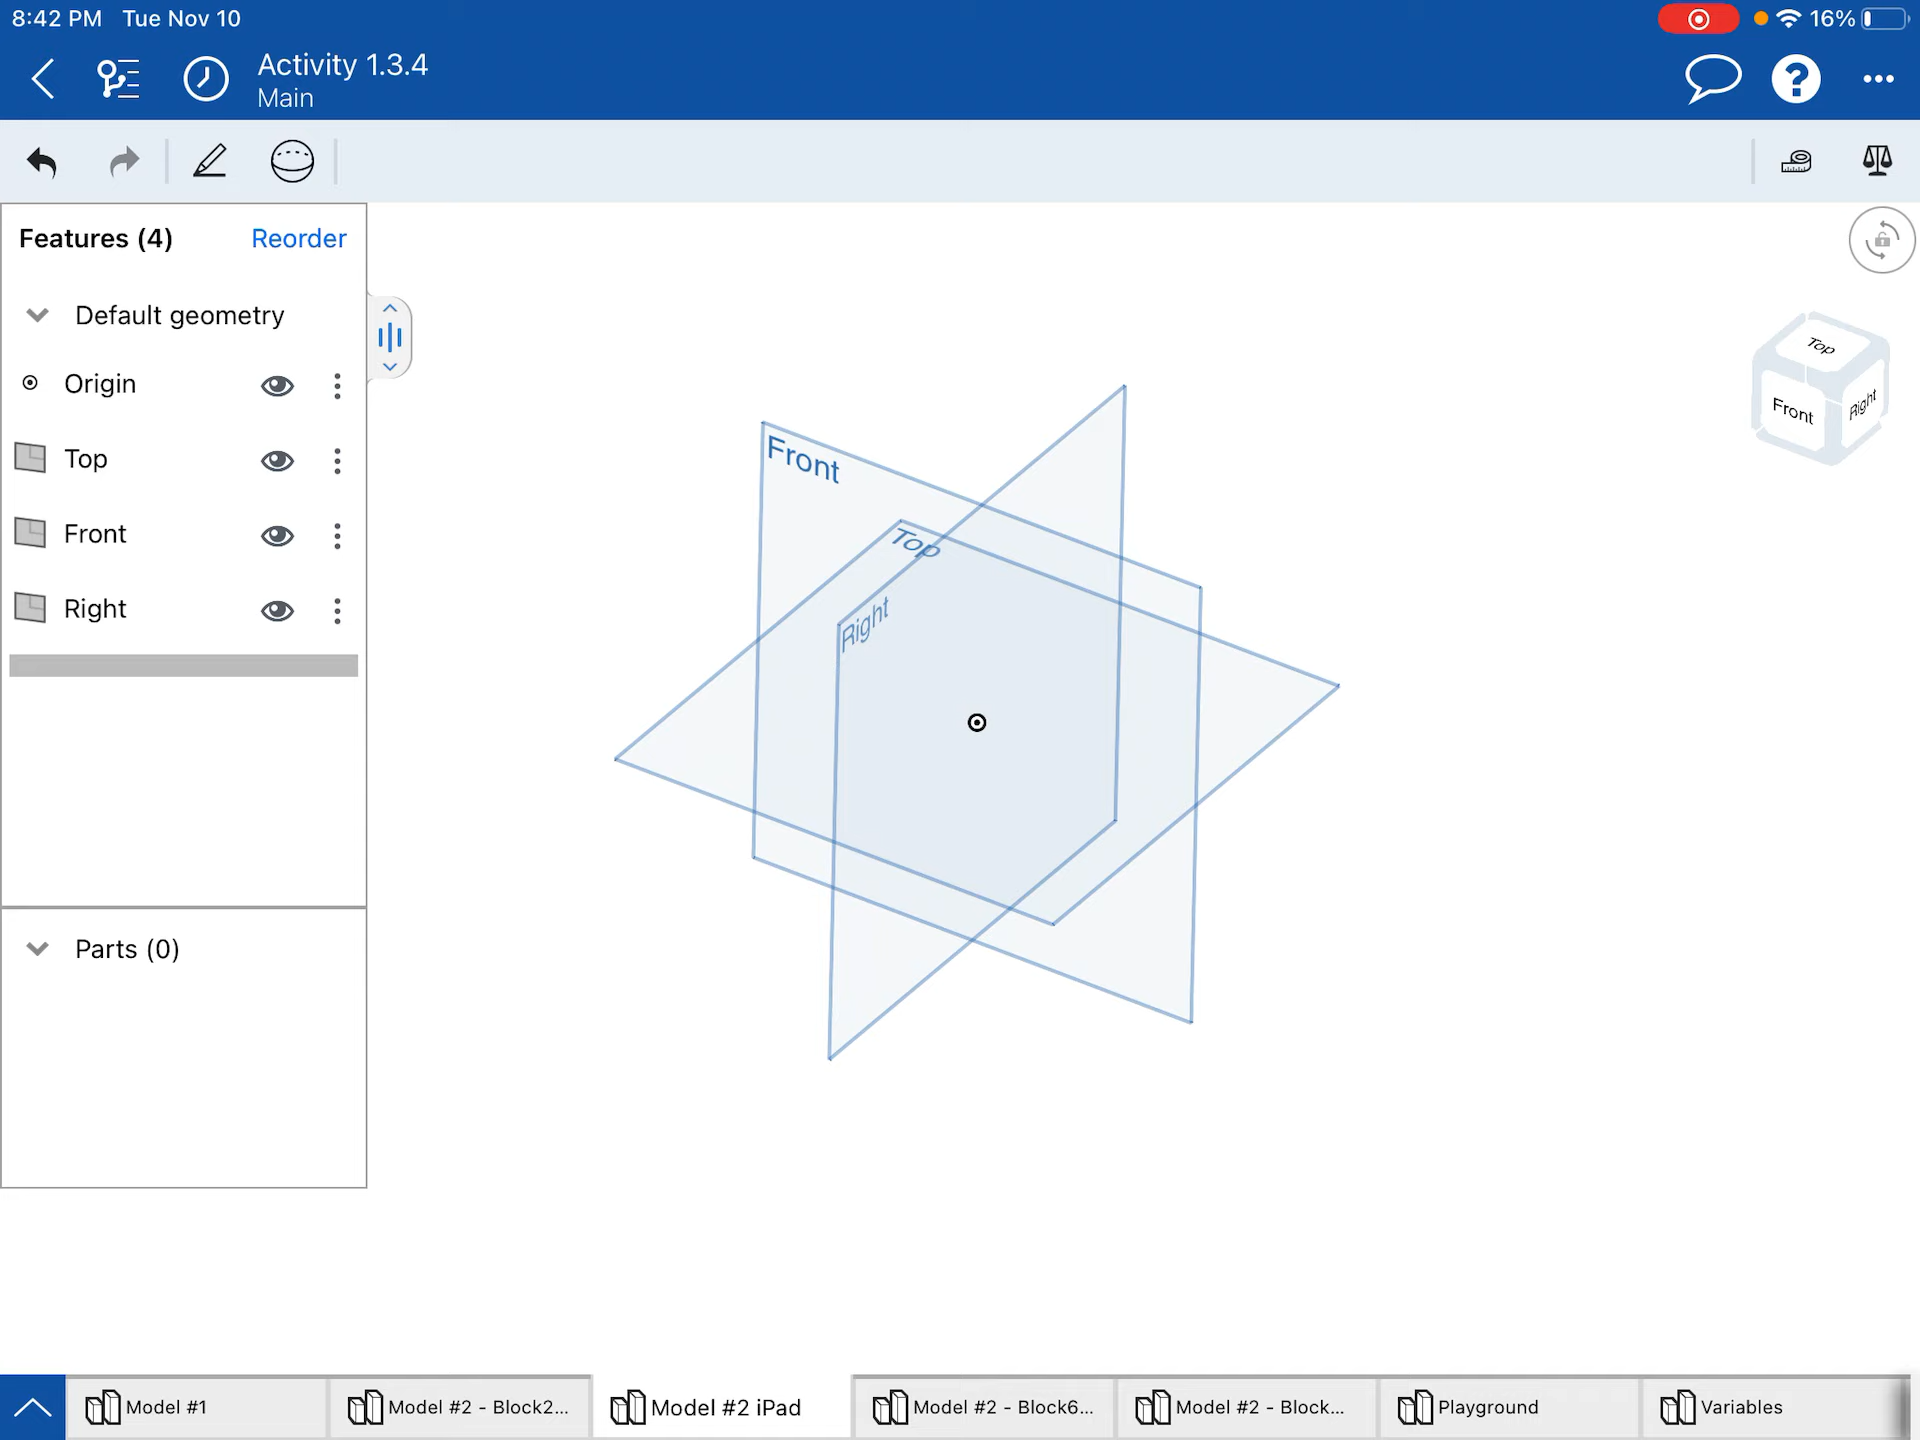 8:42 PM Tue Nov 10
16%
Activity 1.3.4
Main
Features (4) Reorder
Default geometry
Origin
Top
Front
Right
Parts (0)
Front
Top
Right
Top
Front
Right
Model #1
Model #2 - Block2...
Model #2 iPad
Model #2 - Block6...
Model #2 - Block...
Playground
Variables